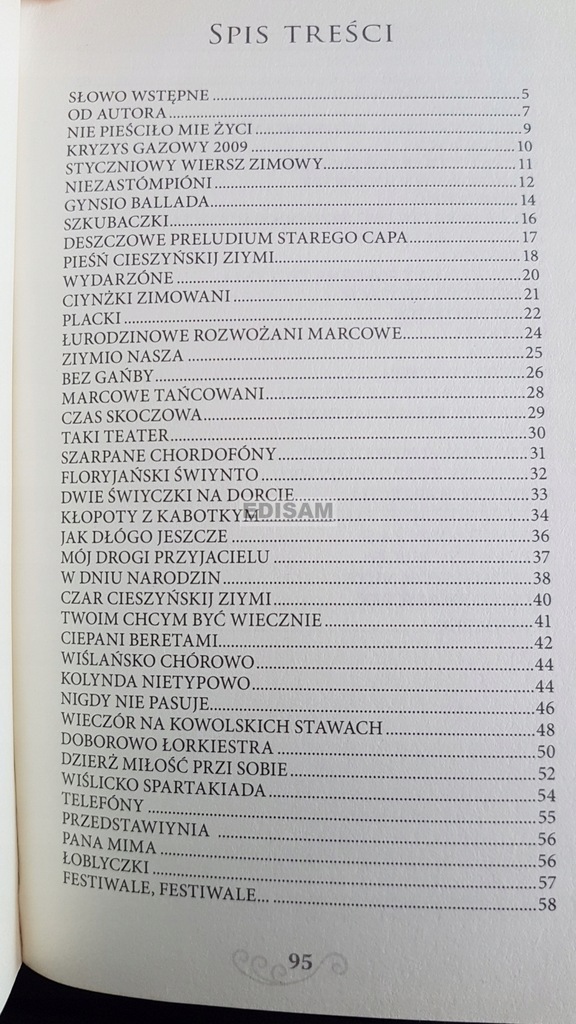 SPIS TREŚCI
SŁOWO WSTĘPNE ..... 5
OD AUTORA ..... 7
NIE PIEŚCIŁO MIE ŻYCI ..... 9
KRYZYS GAZOWY 2009 ..... 10
STYCZNIOWY WIERSZ ZIMOWY ..... 11
NIEZASTÓMPIÓNI ..... 12
GYNSIO BALLADA ..... 14
SZKUBACZKI ..... 16
DESZCZOWE PRELUDIUM STAREGO CAPA ..... 17
PIEŚŃ CIESZYŃSKIJ ZIYMI ..... 18
WYDARZÓNE ..... 20
CIYNŻKI ZIMOWANI ..... 21
PLACKI ..... 22
ŁURODZINOWE ROZWOŻANI MARCOWE ..... 24
ZIYMIO NASZA ..... 25
BEZ GAŃBY ..... 26
MARCOWE TAŃCOWANI ..... 28
CZAS SKOCZOWA ..... 29
TAKI TEATER ..... 30
SZARPANE CHORDOFÓNY ..... 31
FLORYJAŃSKI ŚWIYNTO ..... 32
DWIE ŚWIYCZKI NA DORCIE ..... 33
KŁOPOTY Z KABOTKYM ..... 34
EDISAM
JAK DŁÓGO JESZCZE ..... 36
MÓJ DROGI PRZYJACIELU ..... 37
W DNIU NARODZIN ..... 38
CZAR CIESZYŃSKIJ ZIYMI ..... 40
TWOIM CHCYM BYĆ WIECZNIE ..... 41
CIEPANI BERETAMI ..... 42
WIŚLAŃSKO CHÓROWO ..... 44
KOLYNDA NIETYPOWO ..... 44
NIGDY NIE PASUJE ..... 46
WIECZÓR NA KOWOLSKICH STAWACH ..... 48
DOBOROWO ŁORKIESTRA ..... 50
DZIERŻ MIŁOŚĆ PRZI SOBIE ..... 52
WIŚLICKO SPARTAKIADA ..... 54
TELEFÓNY ..... 55
PRZEDSTAWIYNIA ..... 56
PANA MIMA ..... 56
ŁOBLYCZKI ..... 57
FESTIWALE, FESTIWALE... ..... 58
95